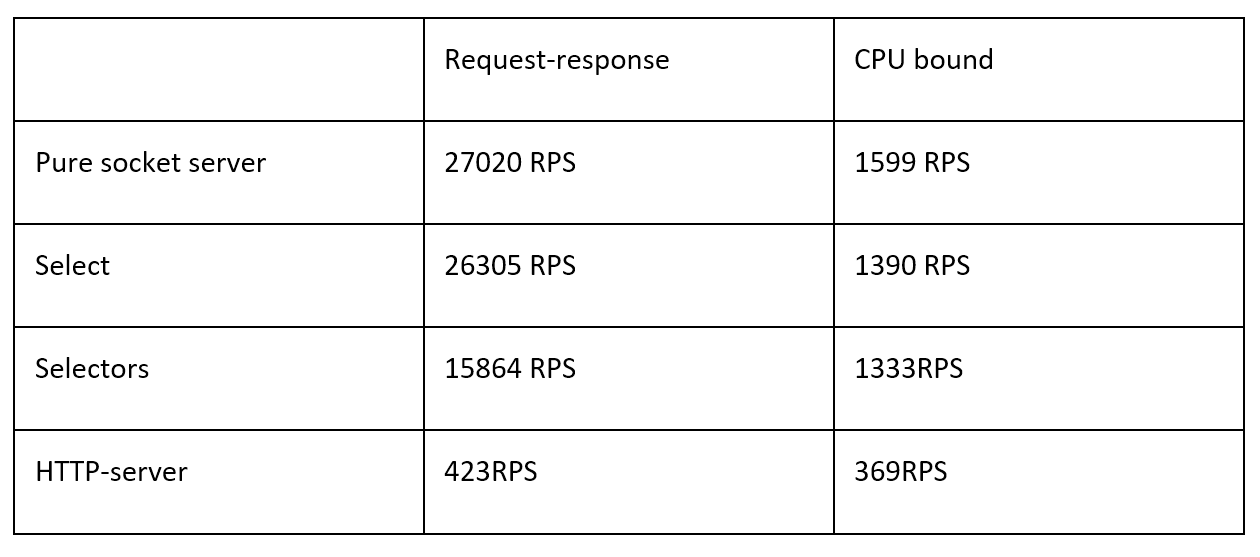 Request-response CPU bound
Pure socket server 27020 RPS 1599 RPS
Select 26305 RPS 1390 RPS
Selectors 15864 RPS 1333RPS
HTTP-server 423RPS 369RPS